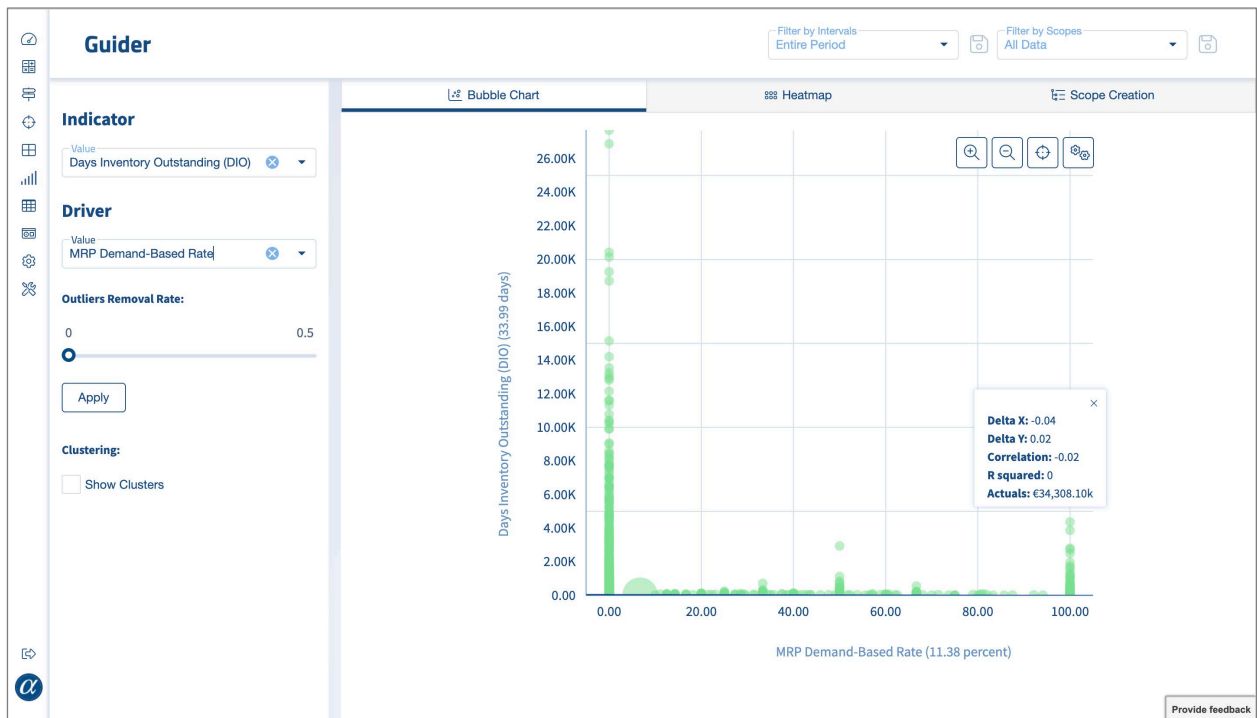 Guider
Filter by Intervals
Entire Period
Filter by Scopes
All Data
Indicator
Value
Days Inventory Outstanding (DIO)
Driver
Value
MRP Demand-Based Rate
Outliers Removal Rate:
0 0.5
Apply
Clustering:
Show Clusters
Bubble Chart
Heatmap
Scope Creation
26.00K
24.00K
22.00K
20.00K
18.00K
16.00K
14.00K
12.00K
10.00K
8.00K
6.00K
4.00K
2.00K
0.00
Days Inventory Outstanding (DIO) (33.99 days)
Delta X: -0.04
Delta Y: 0.02
Correlation: -0.02
R squared: 0
Actuals: €34,308.10k
0.00 20.00 40.00 60.00 80.00 100.00
MRP Demand-Based Rate (11.38 percent)
α
Provide feedback